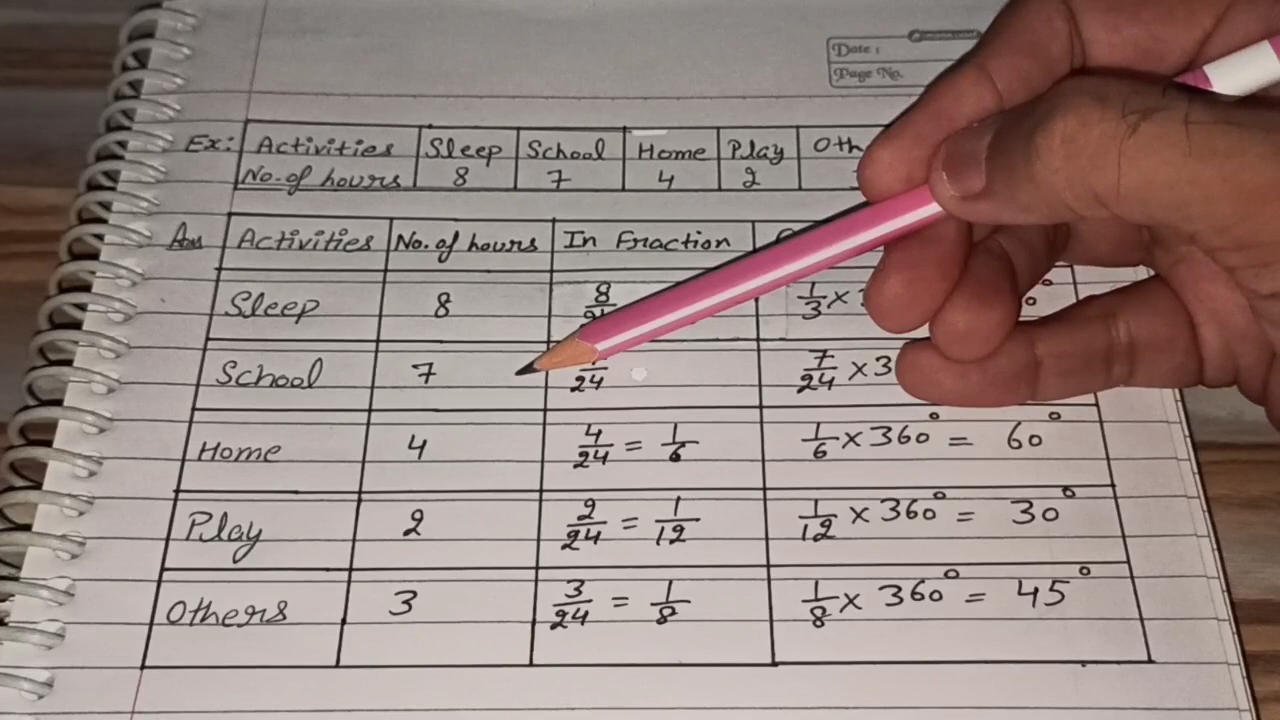 Date :
Page No.
Ex: Activities Sleep School Home Play Oth
No. of hours 8 7 4 2
Ans Activities No. of hours In Fraction
Sleep 8 8 1/3 ×
School 7 /24 7/24 × 3
Home 4 4/24 = 1/6 1/6 × 360° = 60°
Play 2 2/24 = 1/12 1/12 × 360° = 30°
Others 3 3/24 = 1/8 1/8 × 360° = 45°